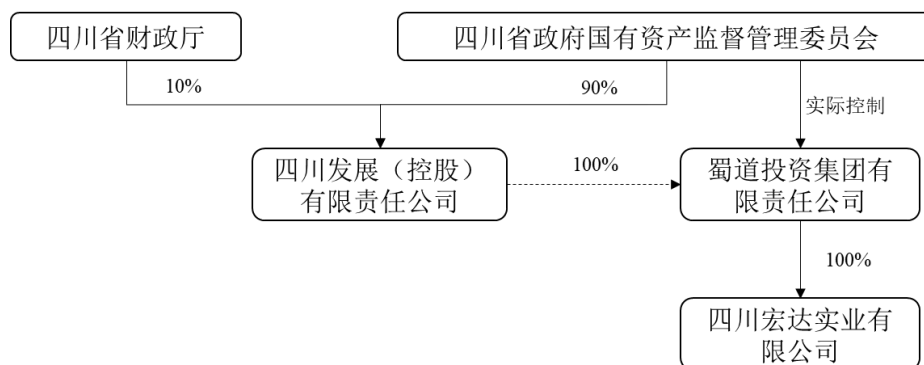 四川省财政厅
四川省政府国有资产监督管理委员会
10%
90%
实际控制
四川发展（控股）
有限责任公司
100%
蜀道投资集团有
限责任公司
100%
四川宏达实业有
限公司